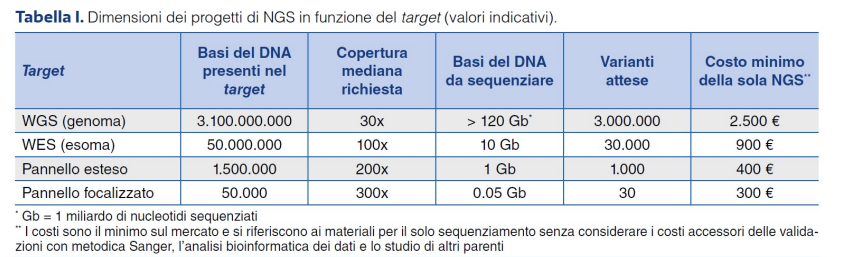 Tabella I. Dimensioni dei progetti di NGS in funzione del target (valori indicativi).
Target | Basi del DNA presenti nel target | Copertura mediana richiesta | Basi del DNA da sequenziare | Varianti attese | Costo minimo della sola NGS**
WGS (genoma) | 3.100.000.000 | 30x | > 120 Gb* | 3.000.000 | 2.500 €
WES (esoma) | 50.000.000 | 100x | 10 Gb | 30.000 | 900 €
Pannello esteso | 1.500.000 | 200x | 1 Gb | 1.000 | 400 €
Pannello focalizzato | 50.000 | 300x | 0.05 Gb | 30 | 300 €
* Gb = 1 miliardo di nucleotidi sequenziati
** I costi sono il minimo sul mercato e si riferiscono ai materiali per il solo sequenziamento senza considerare i costi accessori delle valida-
zioni con metodica Sanger, l'analisi bioinformatica dei dati e lo studio di altri parenti